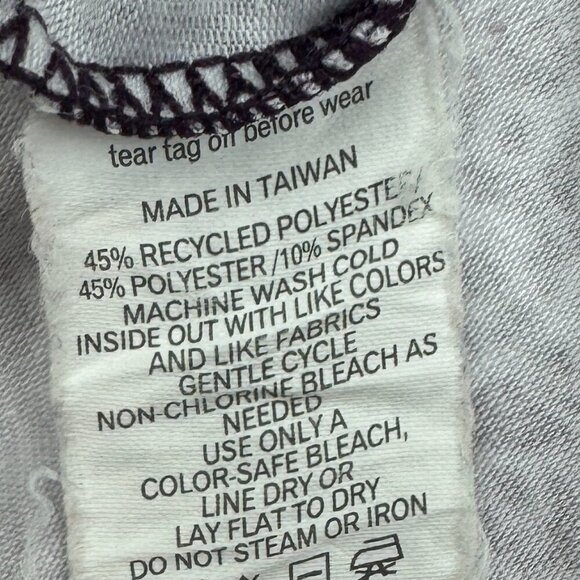 tear tag off before wear
MADE IN TAIWAN
45% RECYCLED POLYESTER/
45% POLYESTER/10% SPANDEX
MACHINE WASH COLD
INSIDE OUT WITH LIKE COLORS
AND LIKE FABRICS
GENTLE CYCLE
NON-CHLORINE BLEACH AS
NEEDED
USE ONLY A
COLOR-SAFE BLEACH,
LINE DRY OR
LAY FLAT TO DRY
DO NOT STEAM OR IRON